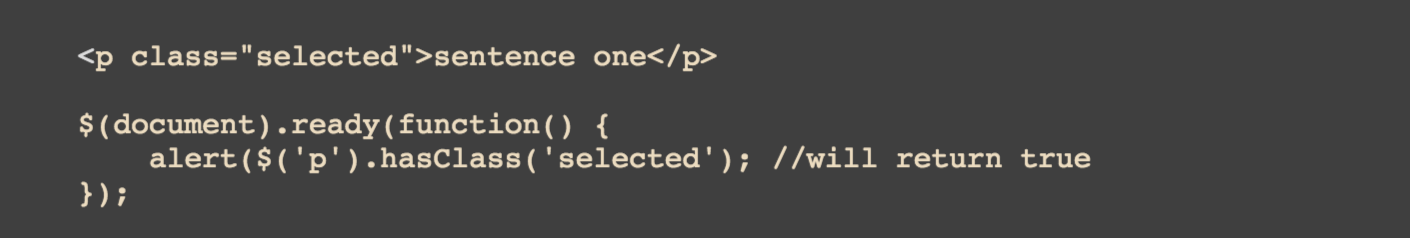 <p class="selected">sentence one</p>
$(document).ready(function() {
    alert($('p').hasClass('selected'); //will return true
});